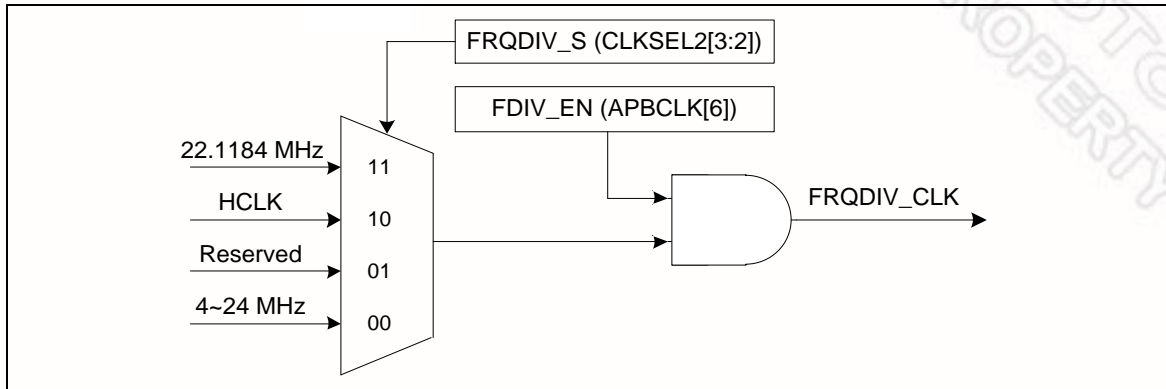 FRQDIV_S (CLKSEL2[3:2])
FDIV_EN (APBCLK[6])
22.1184 MHz
11
HCLK
10
FRQDIV_CLK
Reserved
01
4~24 MHz
00